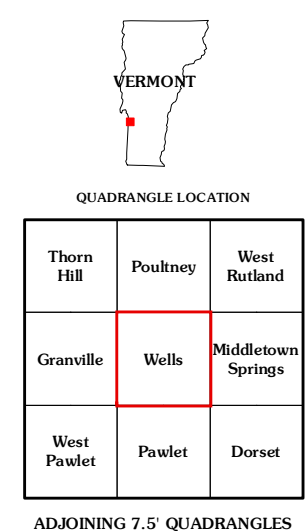 VERMONT
QUADRANGLE LOCATION
Thorn
Hill
Poultney
West
Rutland
Granville
Wells
Middletown
Springs
West
Pawlet
Pawlet
Dorset
ADJOINING 7.5' QUADRANGLES